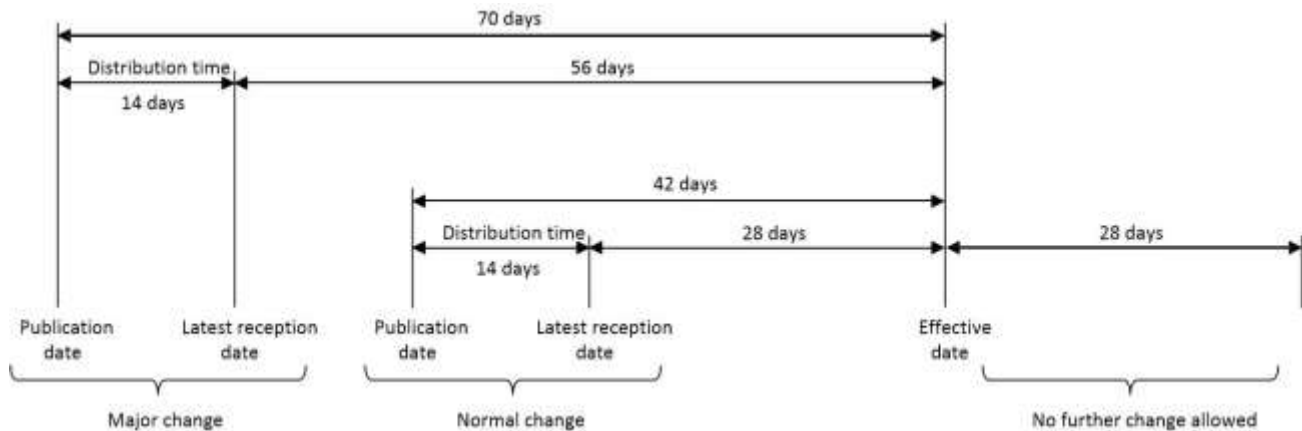 70 days
Distribution time
56 days
14 days
42 days
Distribution time
28 days
28 days
14 days
Publication
date
Latest reception
date
Publication
date
Latest reception
date
Effective
date
Major change
Normal change
No further change allowed